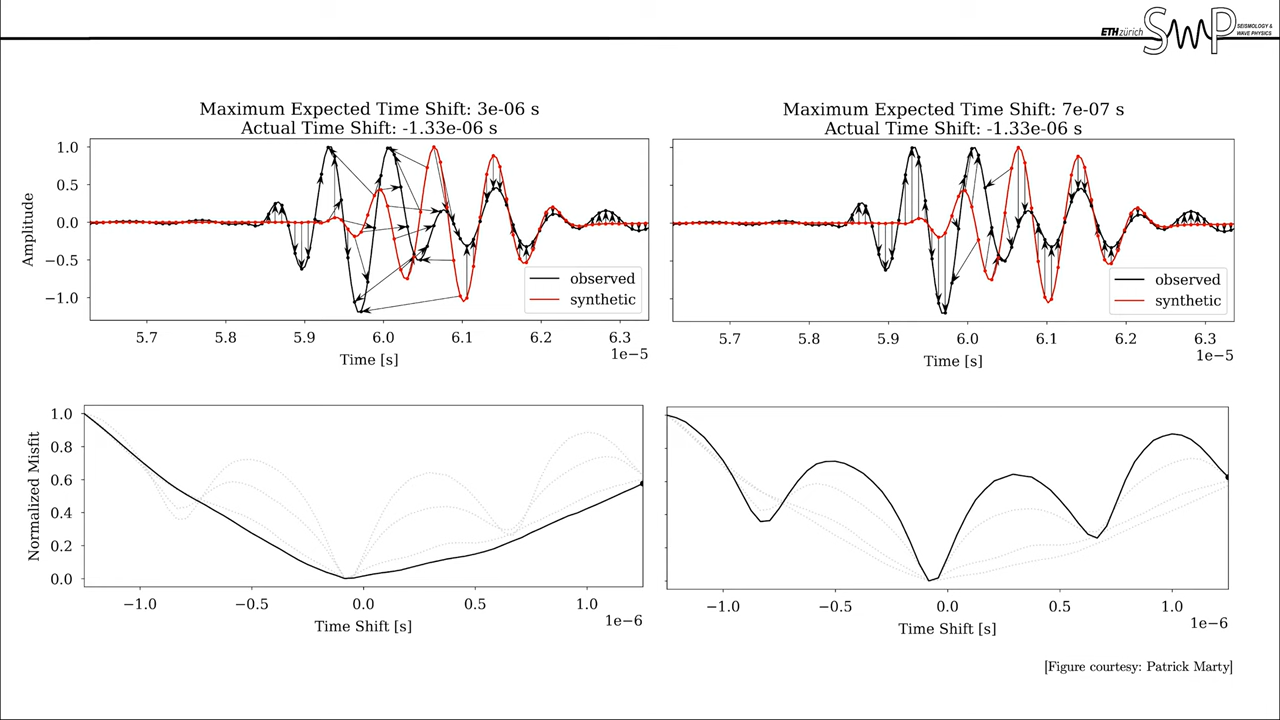 ETH zürich SWP SEISMOLOGY & WAVE PHYSICS
Maximum Expected Time Shift: 3e-06 s
Actual Time Shift: -1.33e-06 s
Amplitude
1.0
0.5
0.0
−0.5
−1.0
observed
synthetic
5.7 5.8 5.9 6.0 6.1 6.2 6.3
1e−5
Time [s]
Maximum Expected Time Shift: 7e-07 s
Actual Time Shift: -1.33e-06 s
observed
synthetic
5.7 5.8 5.9 6.0 6.1 6.2 6.3
1e−5
Time [s]
Normalized Misfit
1.0
0.8
0.6
0.4
0.2
0.0
−1.0 −0.5 0.0 0.5 1.0
1e−6
Time Shift [s]
−1.0 −0.5 0.0 0.5 1.0
1e−6
Time Shift [s]
[Figure courtesy: Patrick Marty]